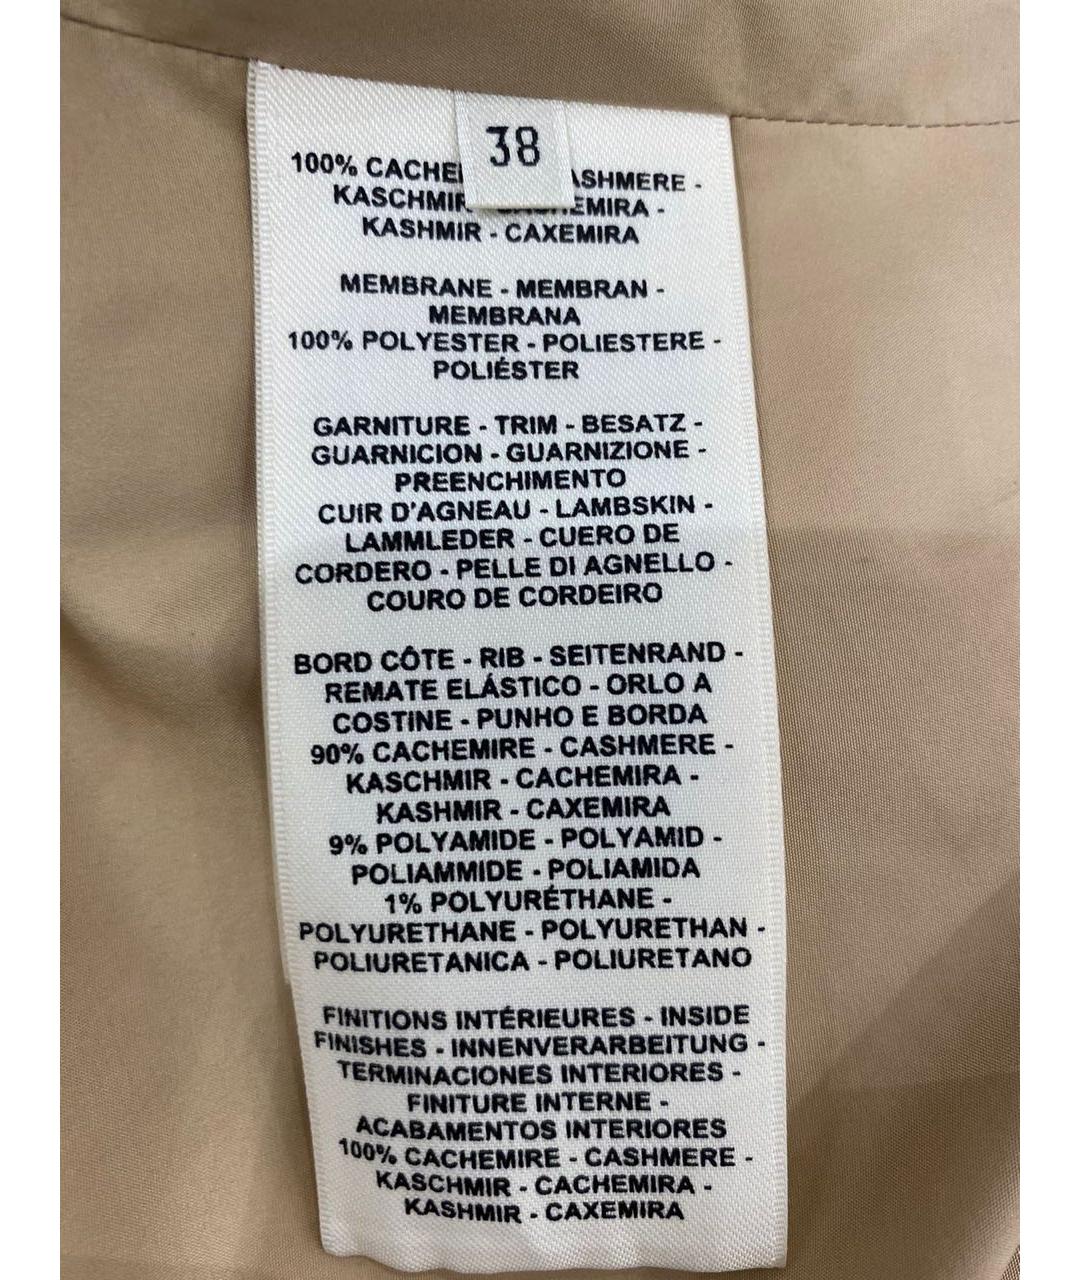 38
100% CASHMERE -
KASCHMIR
KASHMIR - CAXEMIRA
MEMBRANE - MEMBRAN -
MEMBRANA
100% POLYESTER - POLIESTERE -
POLIÉSTER
GARNITURE - TRIM - BESATZ -
GUARNICION - GUARNIZIONE -
PREENCHIMENTO
CUIR D'AGNEAU - LAMBSKIN -
LAMMLEDER - CUERO DE
CORDERO - PELLE DI AGNELLO -
COURO DE CORDEIRO
BORD CÔTE - RIB - SEITENRAND -
REMATE ELÁSTICO - ORLO A
COSTINE - PUNHO E BORDA
90% CACHEMIRE - CASHMERE -
KASCHMIR - CACHEMIRA -
KASHMIR - CAXEMIRA
9% POLYAMIDE - POLYAMID -
POLIAMMIDE - POLIAMIDA
1% POLYURÉTHANE -
POLYURETHANE - POLYURETHAN -
POLIURETANICA - POLIURETANO
FINITIONS INTÉRIEURES - INSIDE
FINISHES - INNENVERARBEITUNG -
TERMINACIONES INTERIORES -
FINITURE INTERNE -
ACABAMENTOS INTERIORES
100% CACHEMIRE - CASHMERE -
KASCHMIR - CACHEMIRA -
KASHMIR - CAXEMIRA